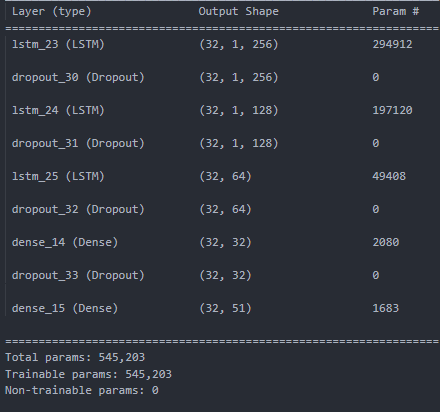 Layer (type) Output Shape Param #
=================================================================
lstm_23 (LSTM) (32, 1, 256) 294912
dropout_30 (Dropout) (32, 1, 256) 0
lstm_24 (LSTM) (32, 1, 128) 197120
dropout_31 (Dropout) (32, 1, 128) 0
lstm_25 (LSTM) (32, 64) 49408
dropout_32 (Dropout) (32, 64) 0
dense_14 (Dense) (32, 32) 2080
dropout_33 (Dropout) (32, 32) 0
dense_15 (Dense) (32, 51) 1683
=================================================================
Total params: 545,203
Trainable params: 545,203
Non-trainable params: 0